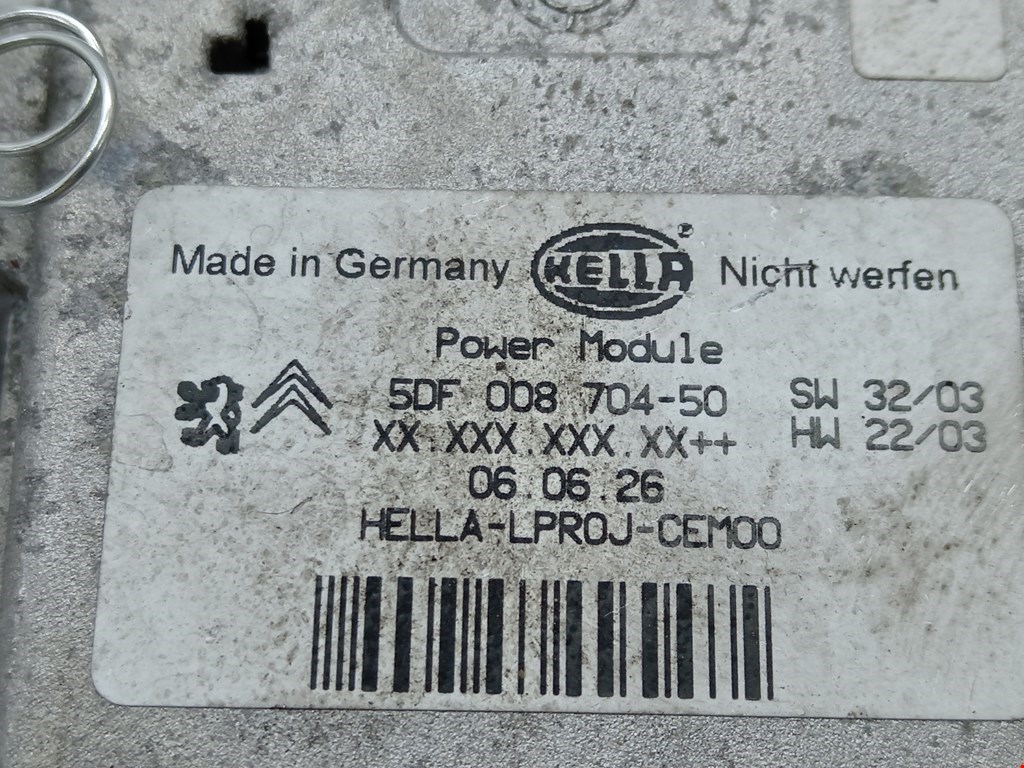 Made in Germany HELLA® Nicht werfen
Power Module
5DF 008 704-50 SW 32/03
XX.XXX.XXX.XX++ HW 22/03
06.06.26
HELLA-LPROJ-CEM00